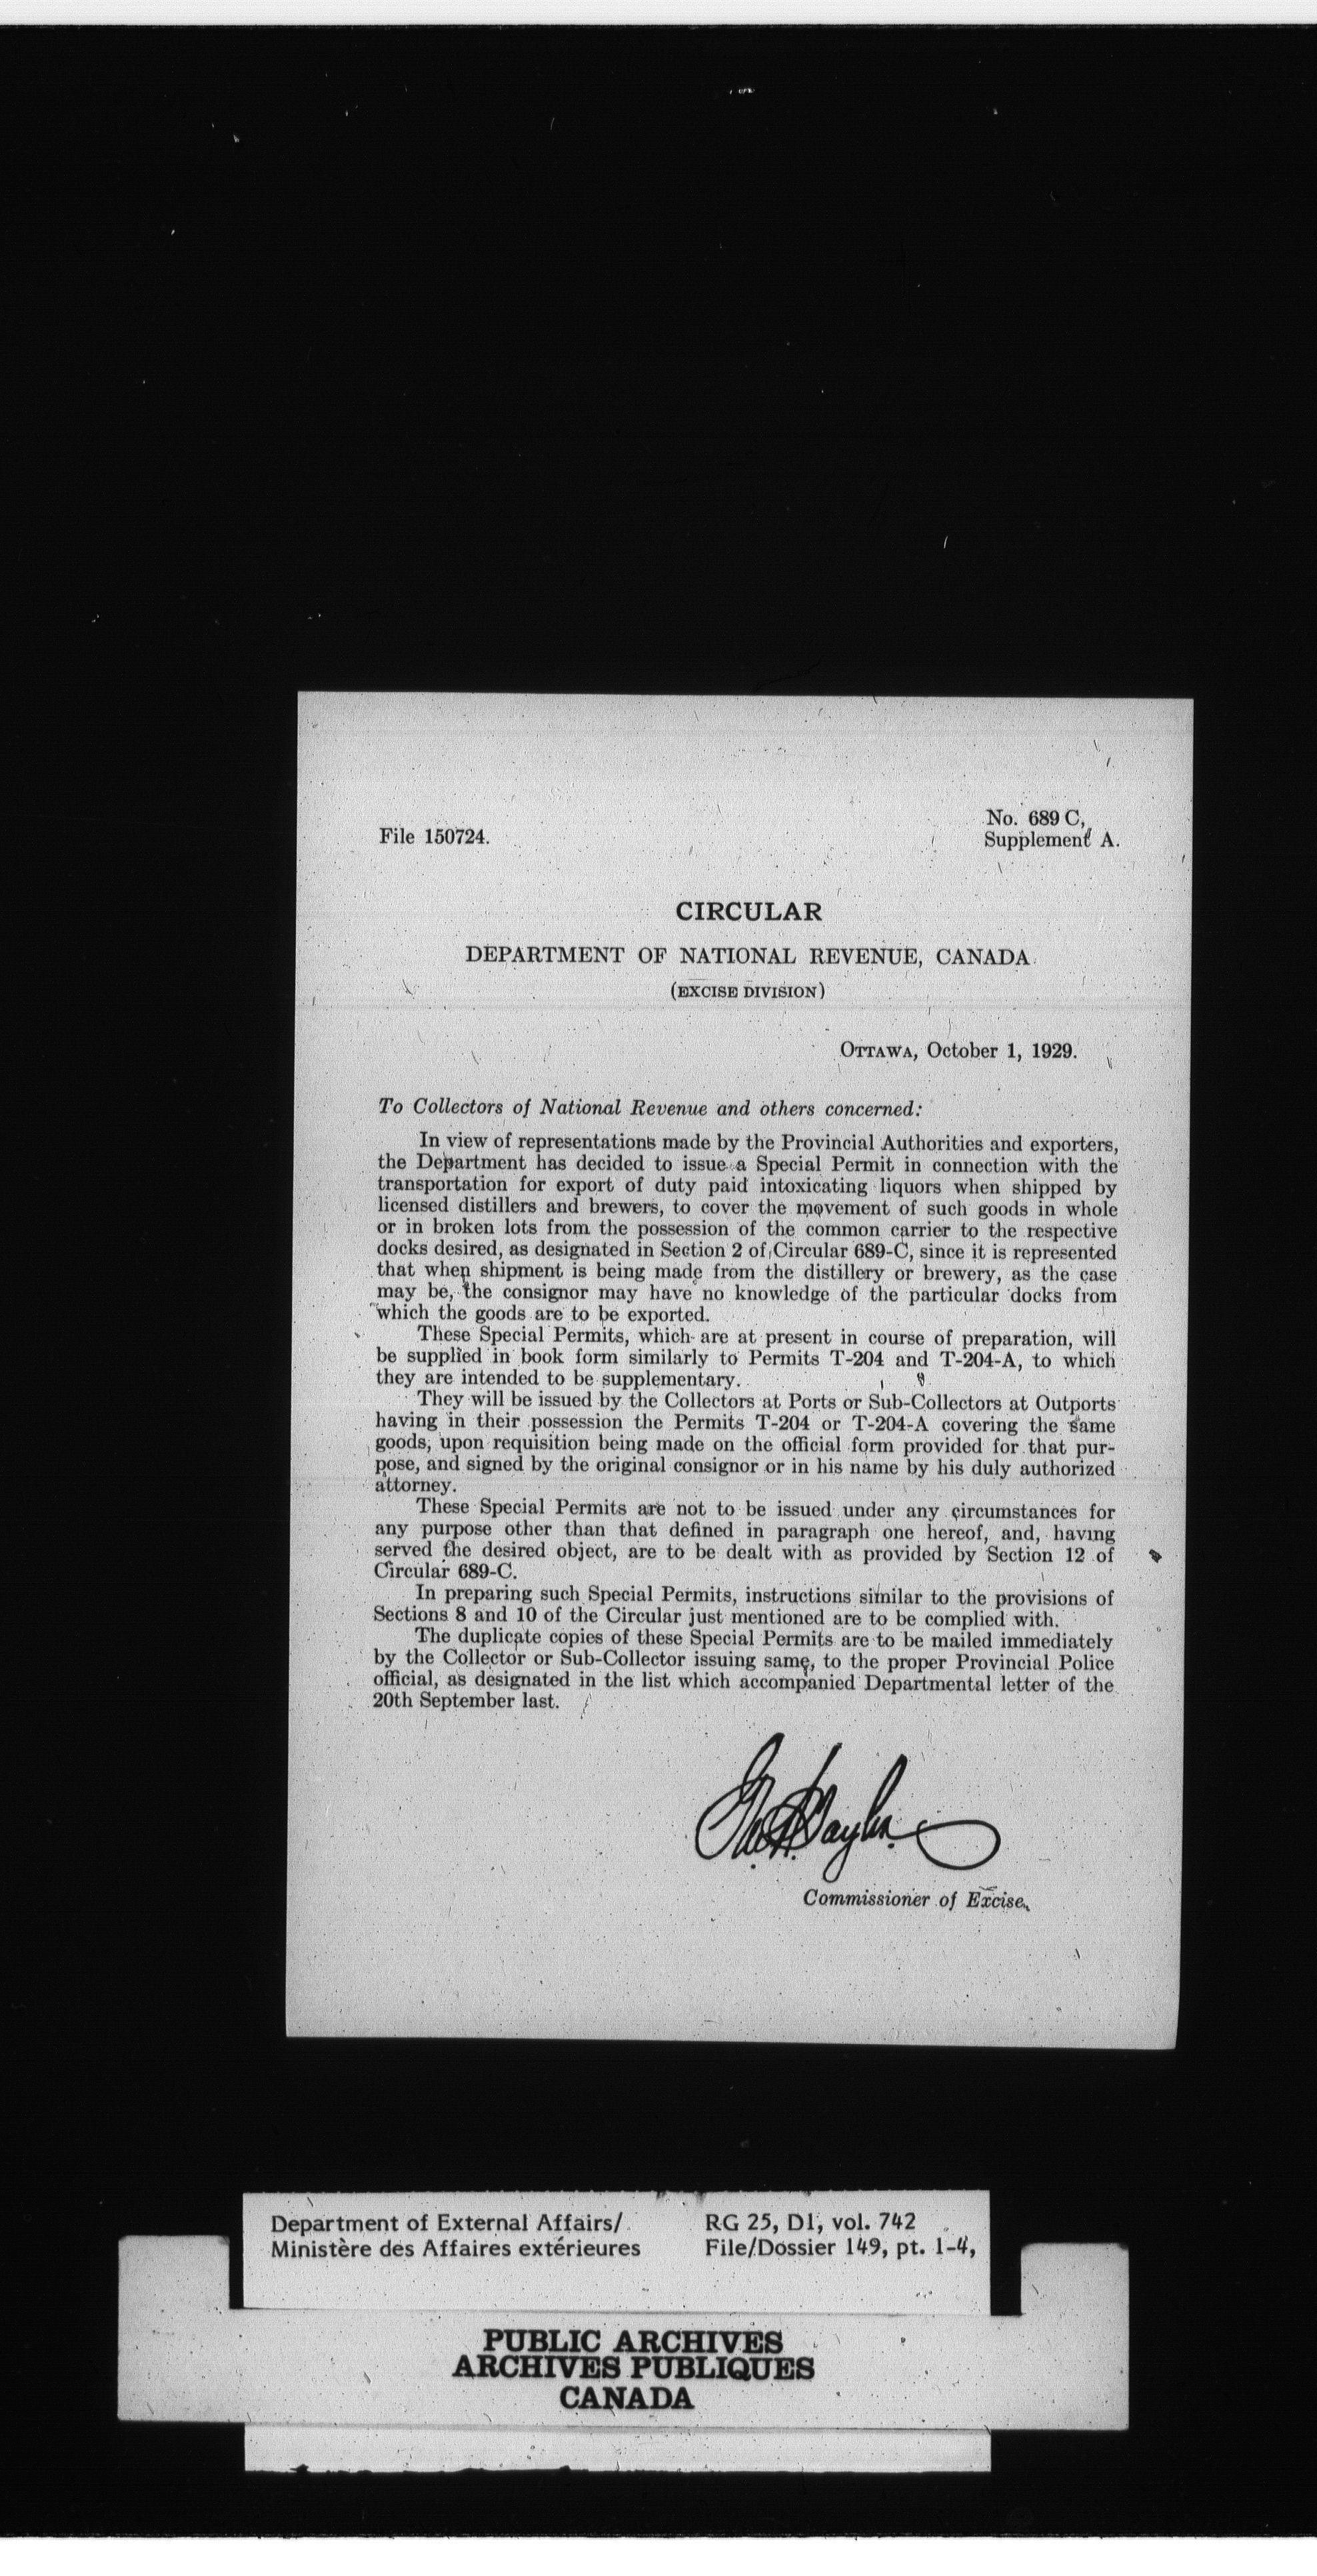 No. 689 C,
File 150724.
Supplement A.
CIRCULAR
DEPARTMENT OF NATIONAL REVENUE, CANADA
(EXCISE DIVISION)
OTTAWA, October 1, 1929.
To Collectors of National Revenue and others concerned:
In view of representations made by the Provincial Authorities and exporters,
the Department has decided to issue a Special Permit in connection with the
transportation for export of duty paid intoxicating liquors when shipped by
licensed distillers and brewers, to cover the movement of such goods in whole
or in broken lots from the possession of the common carrier to the respective
docks desired, as designated in Section 2 of Circular 689-C, since it is represented
that when shipment is being made from the distillery or brewery, as the case
may be, the consignor may have no knowledge of the particular docks from
which the goods are to be exported.
These Special Permits, which are at present in course of preparation, will
be supplied in book form similarly to Permits T-204 and T-204-A, to which
they are intended to be supplementary.
They will be issued by the Collectors at Ports or Sub-Collectors at Outports
having in their possession the Permits T-204 or T-204-A covering the same
goods, upon requisition being made on the official form provided for that pur-
pose, and signed by the original consignor or in his name by his duly authorized
attorney.
These Special Permits are not to be issued under any circumstances for
any purpose other than that defined in paragraph one hereof, and, having
served the desired object, are to be dealt with as provided by Section 12 of
Circular 689-C.
In preparing such Special Permits, instructions similar to the provisions of
Sections 8 and 10 of the Circular just mentioned are to be complied with.
The duplicate copies of these Special Permits are to be mailed immediately
by the Collector or Sub-Collector issuing same, to the proper Provincial Police
official, as designated in the list which accompanied Departmental letter of the
20th September last.
Commissioner of Excise.
Department of External Affairs/
Ministère des Affaires extérieures
RG 25, D1, vol. 742
File/Dossier 149, pt. 1-4,
PUBLIC ARCHIVES
ARCHIVES PUBLIQUES
CANADA